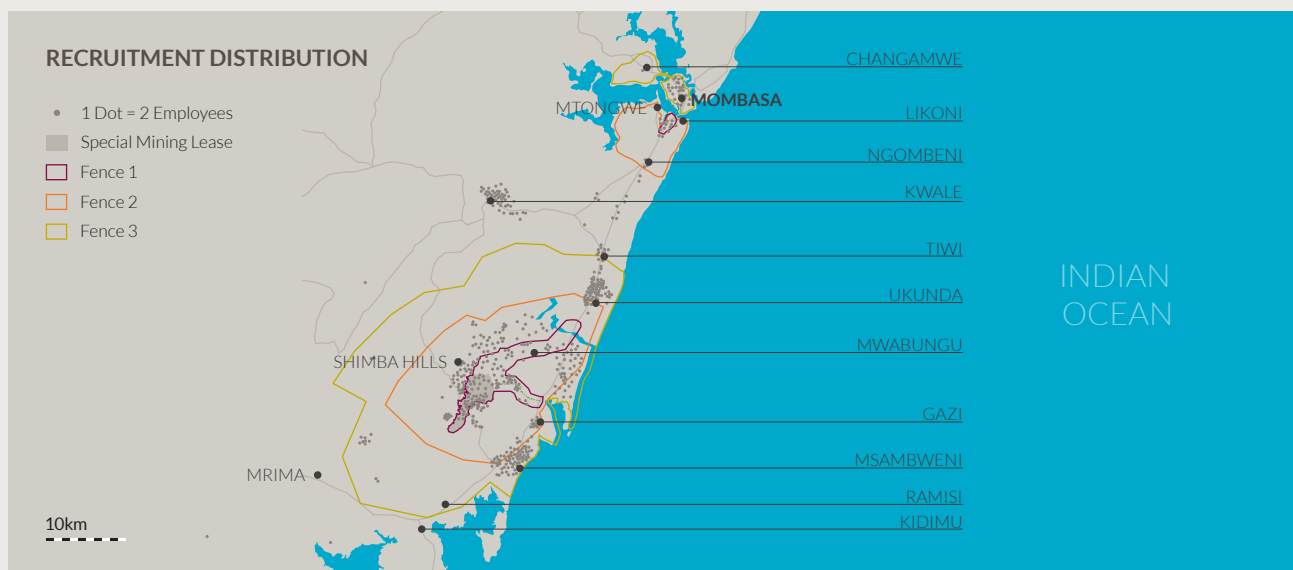 RECRUITMENT DISTRIBUTION
1 Dot = 2 Employees
Special Mining Lease
Fence 1
Fence 2
Fence 3
CHANGAMWE
MTONGWE
MOMBASA
LIKONI
NGOMBENI
KWALE
TIWI
UKUNDA
INDIAN
OCEAN
MWABUNGU
SHIMBA HILLS
GAZI
MSAMBWENI
MRIMA
RAMISI
KIDIMU
10km